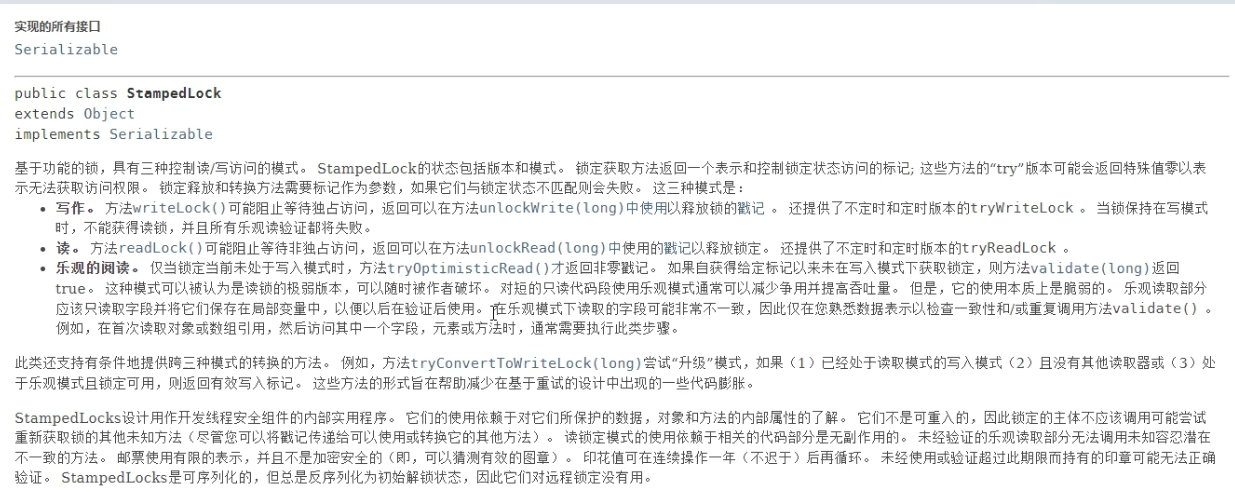 实现的所有接口
Serializable
public class StampedLock
extends Object
implements Serializable
基于功能的锁，具有三种控制读/写访问的模式。 StampedLock的状态包括版本和模式。 锁定获取方法返回一个表示和控制锁定状态访问的标记; 这些方法的“try”版本可能会返回特殊值零以表
示无法获取访问权限。 锁定释放和转换方法需要标记作为参数，如果它们与锁定状态不匹配则会失败。 这三种模式是：
• 写作。 方法writeLock()可能阻止等待独占访问，返回可以在方法unlockWrite(long)中使用以释放锁的戳记 。 还提供了不定时和定时版本的tryWriteLock 。 当锁保持在写模式
时，不能获得读锁，并且所有乐观读验证都将失败。
• 读。 方法readLock()可能阻止等待非独占访问，返回可以在方法unlockRead(long)中使用的戳记以释放锁定。 还提供了不定时和定时版本的tryReadLock 。
• 乐观的阅读。 仅当锁定当前未处于写入模式时，方法tryOptimisticRead()才返回非零戳记。 如果自获得给定标记以来未在写入模式下获取锁定，则方法validate(long)返回
true。 这种模式可以被认为是读锁的极弱版本，可以随时被作者破坏。 对短的只读代码段使用乐观模式通常可以减少争用并提高吞吐量。 但是，它的使用本质上是脆弱的。 乐观读取部分
应该只读取字段并将它们保存在局部变量中，以便以后在验证后使用。 在乐观模式下读取的字段可能非常不一致，因此仅在您熟悉数据表示以检查一致性和/或重复调用方法validate() 。
例如，在首次读取对象或数组引用，然后访问其中一个字段，元素或方法时，通常需要执行此类步骤。
此类还支持有条件地提供跨三种模式的转换的方法。 例如，方法tryConvertToWriteLock(long)尝试“升级”模式，如果（1）已经处于读取模式的写入模式（2）且没有其他读取器或（3）处
于乐观模式且锁定可用，则返回有效写入标记。 这些方法的形式旨在帮助减少在基于重试的设计中出现的一些代码膨胀。
StampedLocks设计用作开发线程安全组件的内部实用程序。 它们的使用依赖于对它们所保护的数据，对象和方法的内部属性的了解。 它们不是可重入的，因此锁定的主体不应该调用可能尝试
重新获取锁的其他未知方法（尽管您可以将戳记传递给可以使用或转换它的其他方法）。 读锁定模式的使用依赖于相关的代码部分是无副作用的。 未经验证的乐观读取部分无法调用未知容忍潜在
不一致的方法。 邮票使用有限的表示，并且不是加密安全的（即，可以猜测有效的图章）。 印花值可在连续操作一年（不迟于）后再循环。 未经使用或验证超过此期限而持有的印章可能无法正确
验证。 StampedLocks是可序列化的，但总是反序列化为初始解锁状态，因此它们对远程锁定没有用。